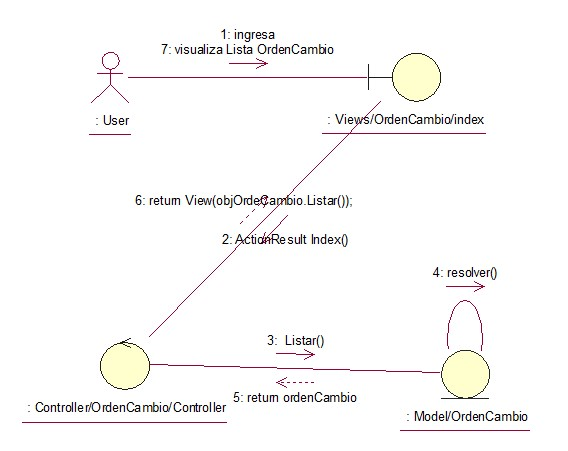 1: ingresa
7: visualiza Lista OrdenCambio
: User
: Views/OrdenCambio/index
6: return View(objOrdeCambio.Listar());
2: ActionResult Index()
4: resolver()
3: Listar()
5: return ordenCambio
: Controller/OrdenCambio/Controller
: Model/OrdenCambio